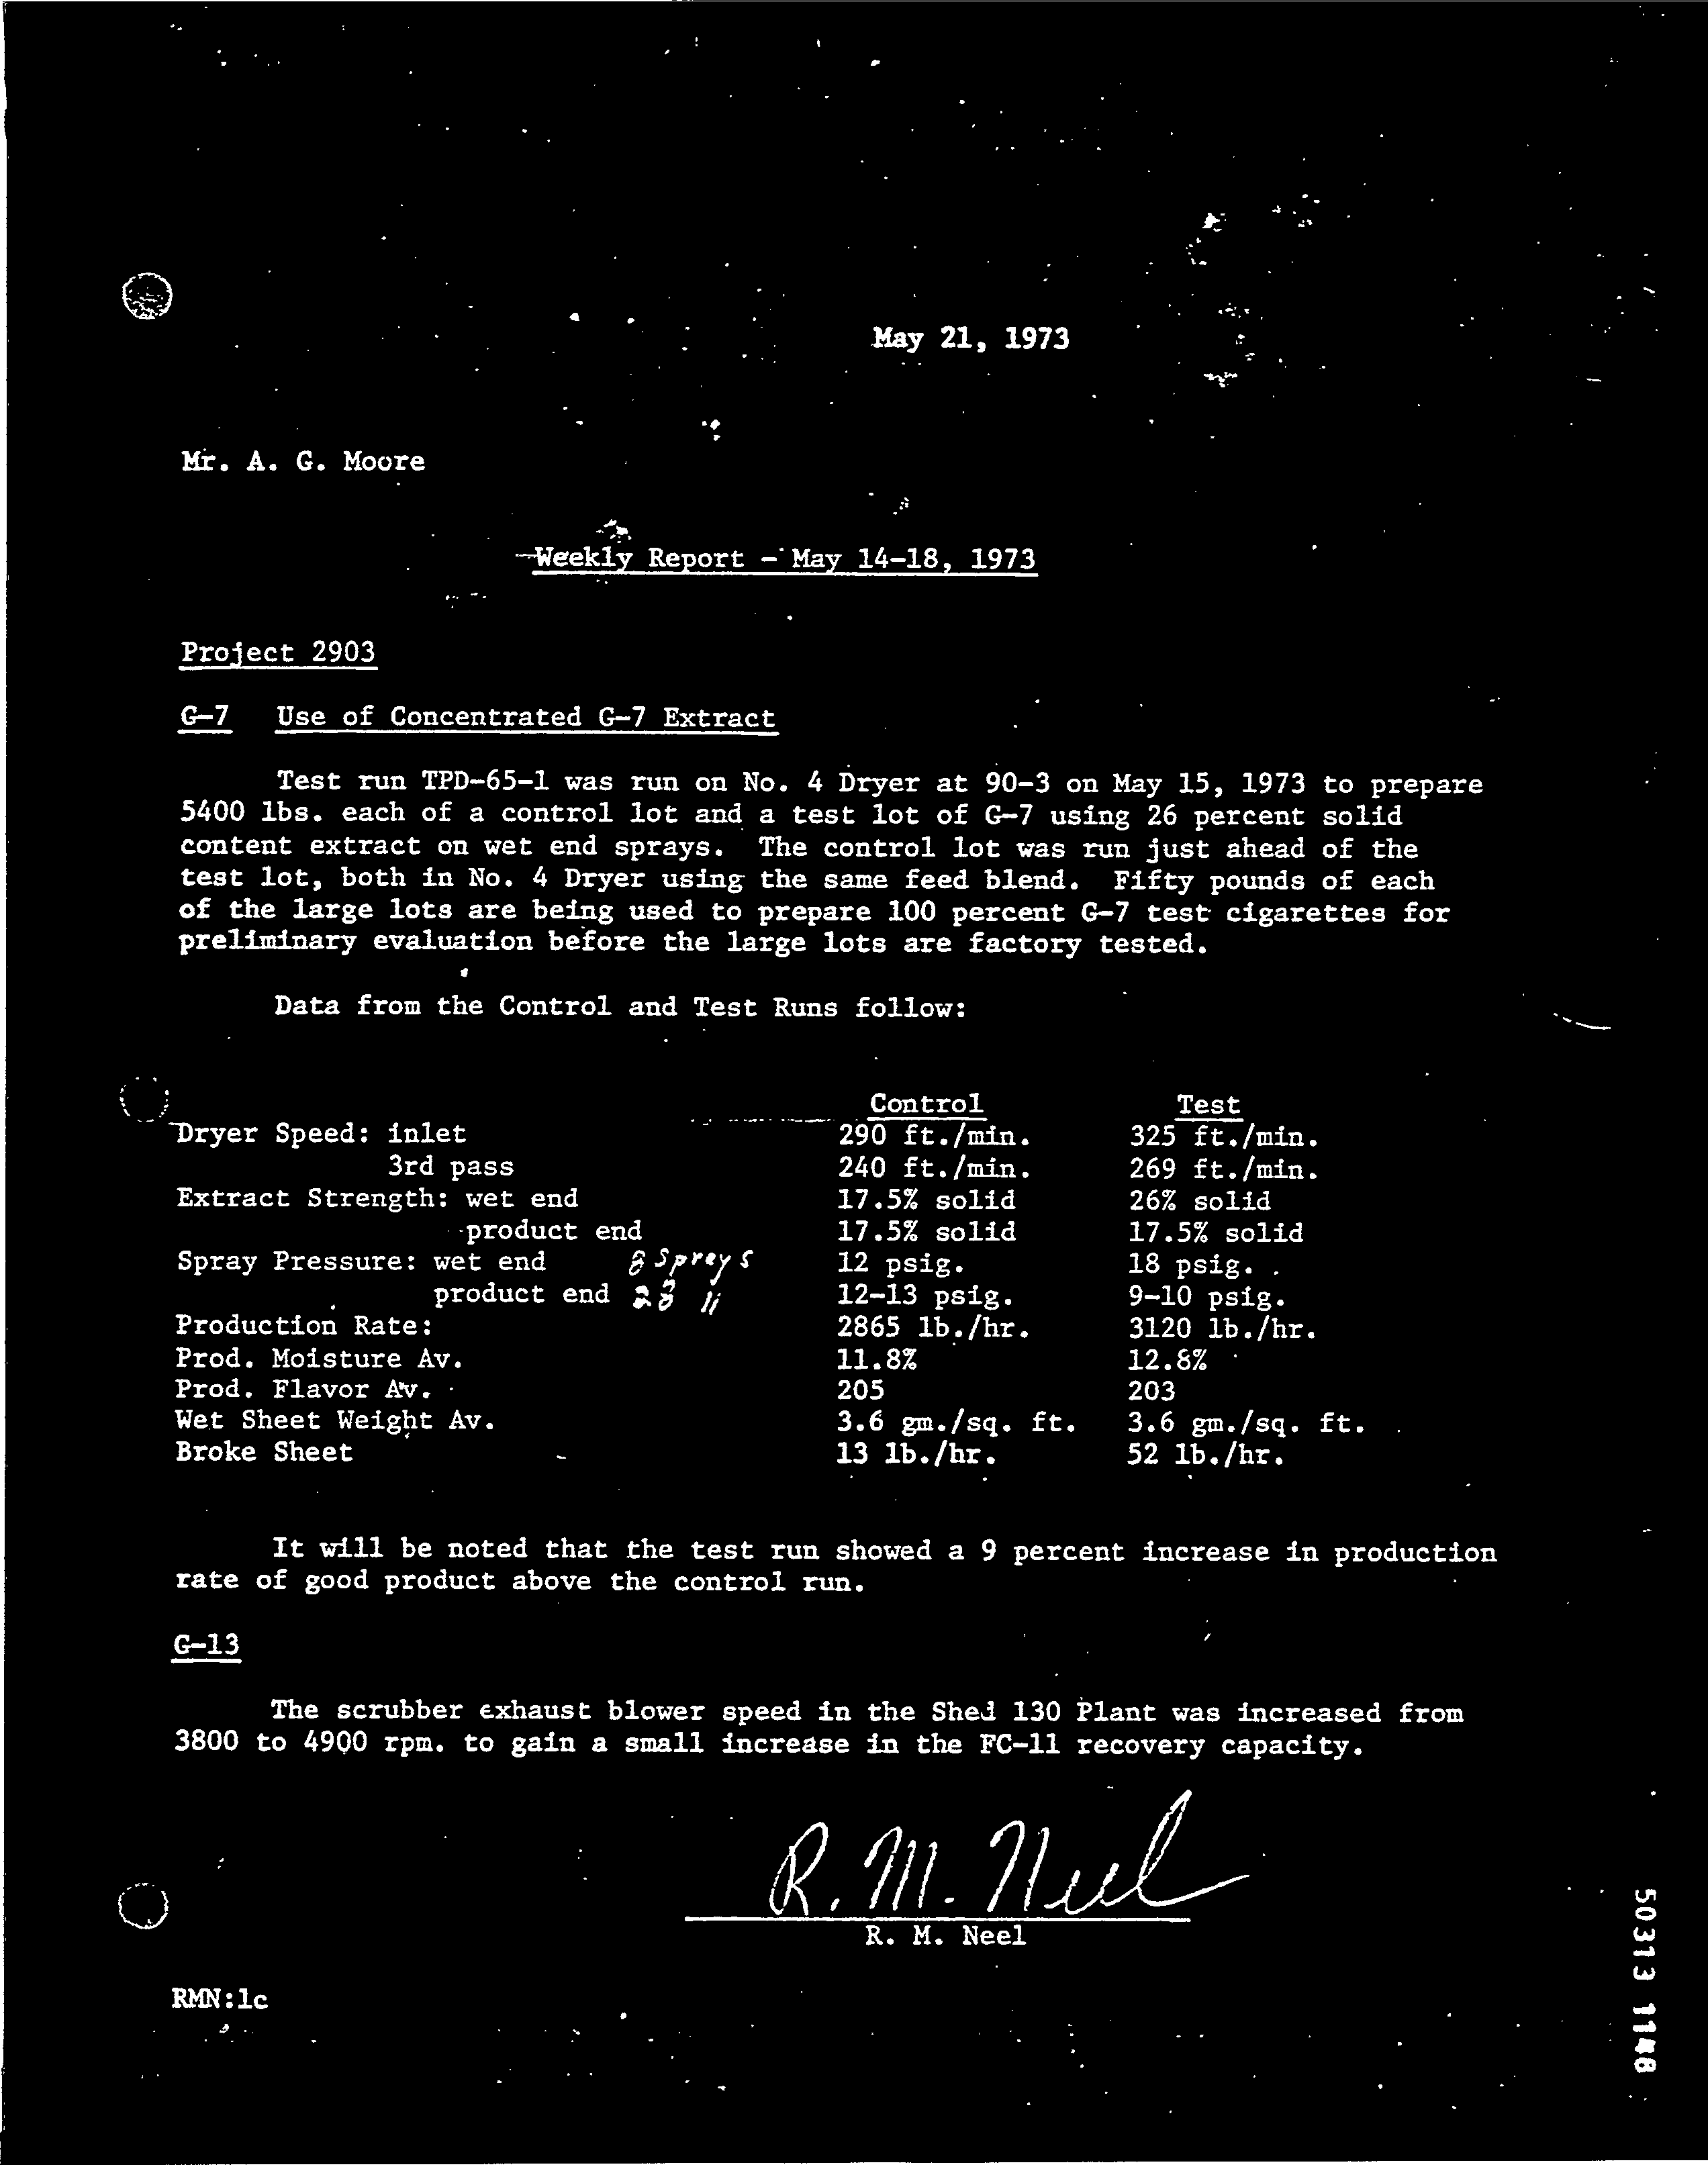 May 21, 1973
Mr. A. G. Moore
Weekly Report - May 14-18, 1973
Project 2903
G-7 Use of Concentrated G-7 Extract
Test run TPD-65-1 was run on No. 4 Dryer at 90-3 on May 15, 1973 to prepare
5400 lbs. each of a control lot and a test lot of G-7 using 26 percent solid
content extract on wet end sprays. The control lot was run just ahead of the
test lot, both in No. 4 Dryer using the same feed blend. Fifty pounds of each
of the large lots are being used to prepare 100 percent G-7 test cigarettes for
preliminary evaluation before the large lots are factory tested.
Data from the Control and Test Runs follow:
Control Test
Dryer Speed: inlet 290 ft./min. 325 ft./min.
3rd pass 240 ft./min. 269 ft./min.
Extract Strength: wet end 17.5% solid 26% solid
product end 17.5% solid 17.5% solid
Spray Pressure: wet end 8 Sprays 12 psig. 18 psig.
product end 12-13 psig. 9-10 psig.
Production Rate: 2865 lb./hr. 3120 lb./hr.
Prod. Moisture Av. 11.8% 12.8%
Prod. Flavor Av. 205 203
Wet Sheet Weight Av. 3.6 gm./sq. ft. 3.6 gm./sq. ft.
Broke Sheet 13 lb./hr. 52 lb./hr.
It will be noted that the test run showed a 9 percent increase in production
rate of good product above the control run.
G-13
The scrubber exhaust blower speed in the Shed 130 Plant was increased from
3800 to 4900 rpm. to gain a small increase in the FC-11 recovery capacity.
R. M. Neel
R. M. Neel
RMN:lc
50313 1148